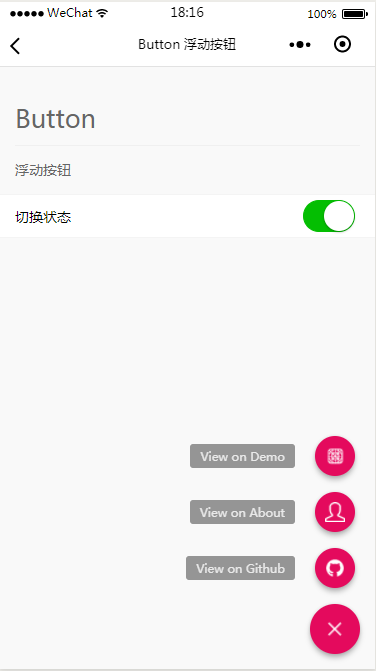 WeChat 18:16 100%
Button 浮动按钮
Button
浮动按钮
切换状态
View on Demo
View on About
View on Github